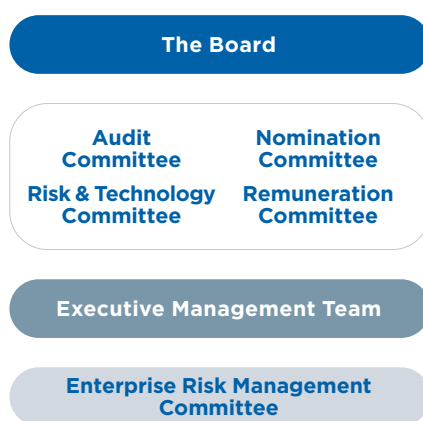 The Board
Audit
Committee
Nomination
Committee
Risk & Technology
Committee
Remuneration
Committee
Executive Management Team
Enterprise Risk Management
Committee